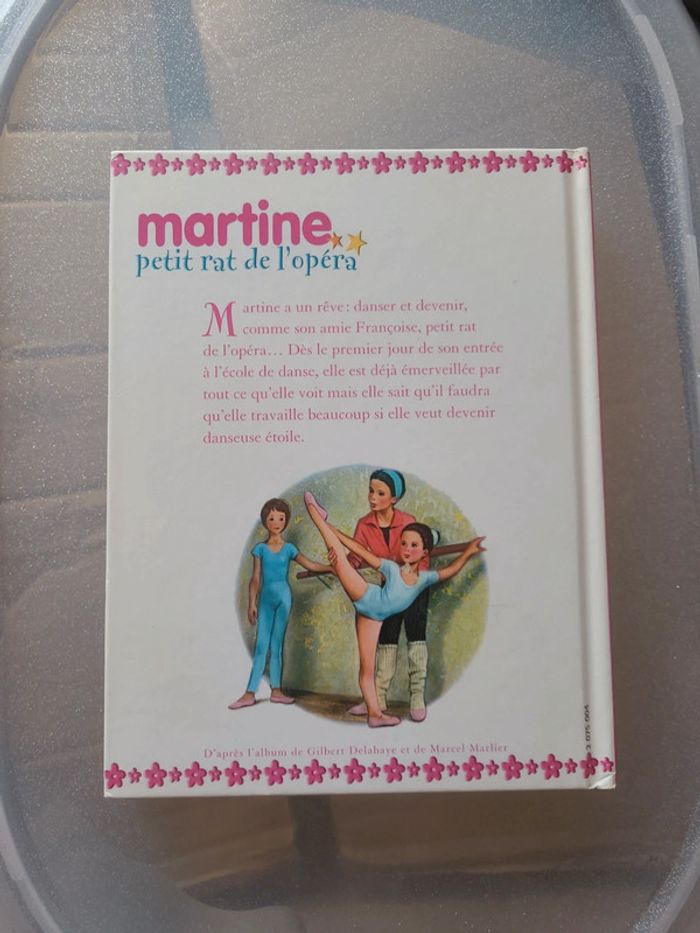 martine
petit rat de l'opéra
Martine a un rêve : danser et devenir,
comme son amie Françoise, petit rat
de l'opéra... Dès le premier jour de son entrée
à l'école de danse, elle est déjà émerveillée par
tout ce qu'elle voit mais elle sait qu'il faudra
qu'elle travaille beaucoup si elle veut devenir
danseuse étoile.
D'après l'album de Gilbert Delahaye et de Marcel Marlier
2 075 004